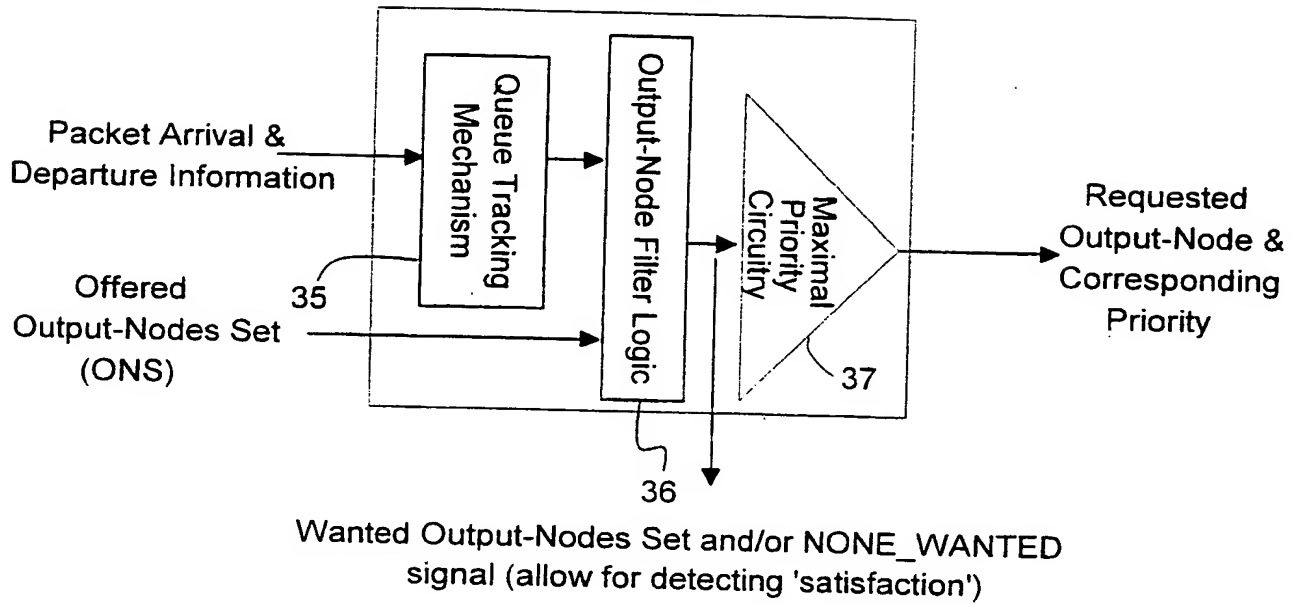 Packet Arrival &
Departure Information
Offered
Output-Nodes Set
(ONS)
35
Queue Tracking
Mechanism
Output-Node Filter Logic
36
Maximal
Priority
Circuitry
37
Requested
Output-Node &
Corresponding
Priority
Wanted Output-Nodes Set and/or NONE_WANTED
signal (allow for detecting 'satisfaction')